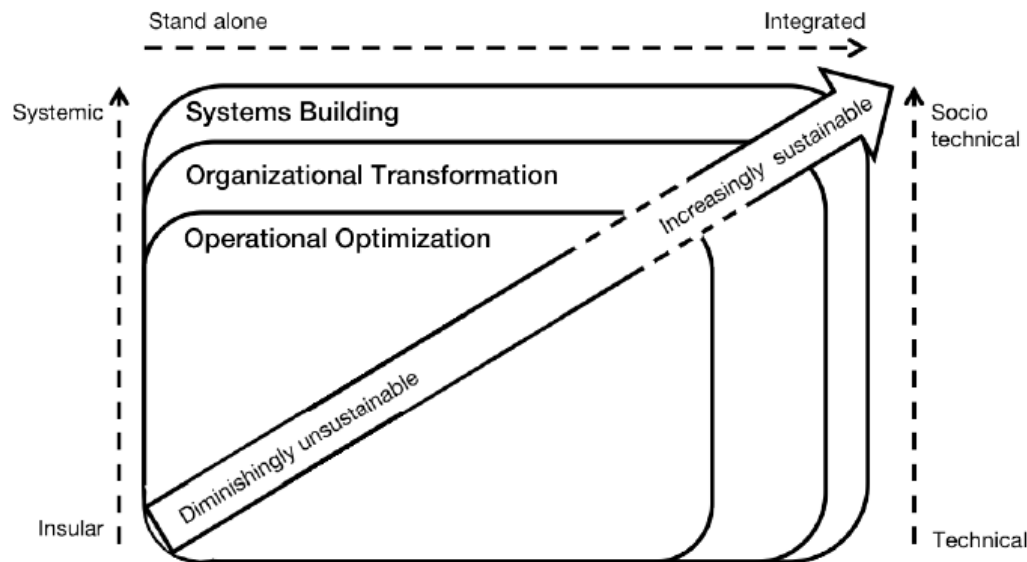 Stand alone
Integrated
Systemic
Systems Building
Socio
technical
Organizational Transformation
Increasingly sustainable
Operational Optimization
Diminishingly unsustainable
Insular
Technical